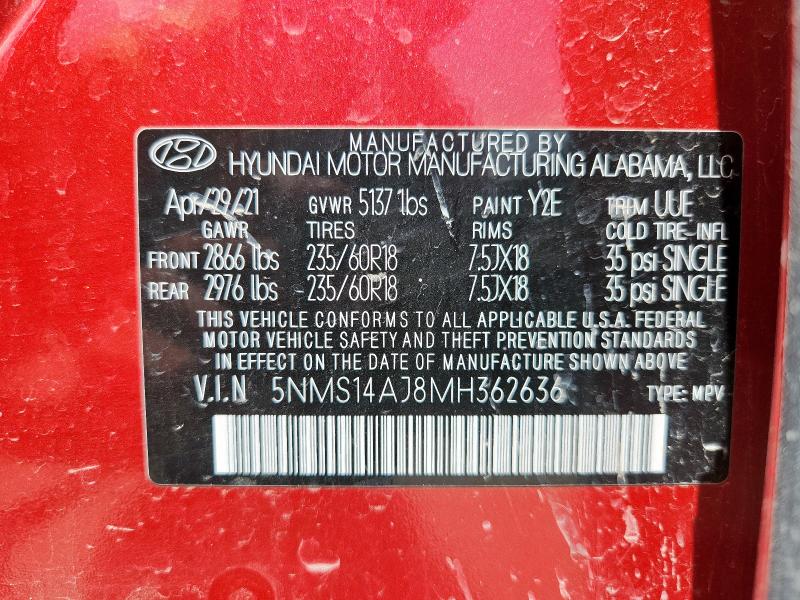 MANUFACTURED BY
HYUNDAI MOTOR MANUFACTURING ALABAMA, LLC
Apr/29/21 GVWR 5137 lbs PAINT Y2E TRIM UUE
GAWR TIRES RIMS COLD TIRE INFL
FRONT 2866 lbs 235/60R18 7.5JX18 35 psi SINGLE
REAR 2976 lbs 235/60R18 7.5JX18 35 psi SINGLE
THIS VEHICLE CONFORMS TO ALL APPLICABLE U.S.A. FEDERAL
MOTOR VEHICLE SAFETY AND THEFT PREVENTION STANDARDS
IN EFFECT ON THE DATE OF MANUFACTURE SHOWN ABOVE.
V.I.N 5NMS14AJ8MH362636 TYPE: MPV